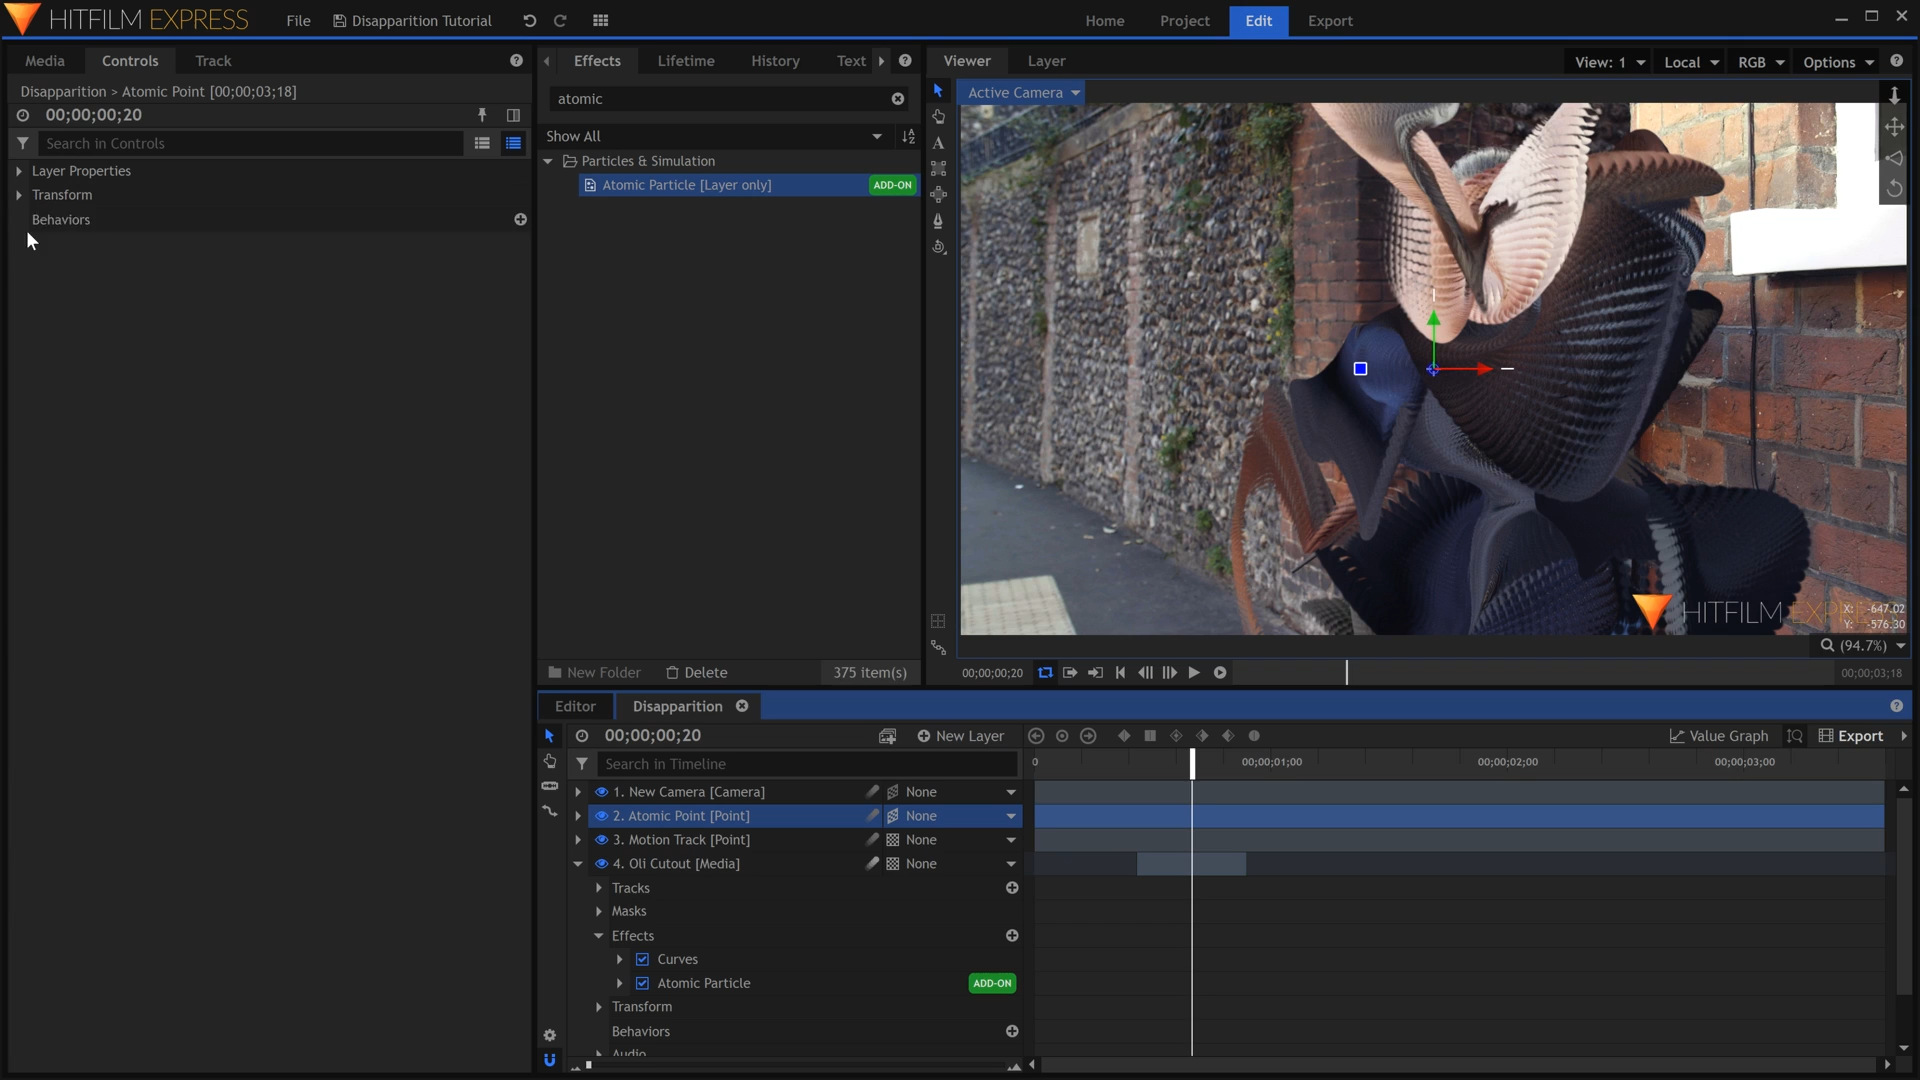 HITFILM EXPRESS
File
Disapparition Tutorial
Home
Project
Edit
Export
Media
Controls
Track
Disapparition > Atomic Point [00;00;03;18]
00;00;00;20
Search in Controls
Layer Properties
Transform
Behaviors
Effects
Lifetime
History
Text
atomic
Show All
Particles & Simulation
Atomic Particle [Layer only]
ADD-ON
New Folder
Delete
375 item(s)
Viewer
Layer
View: 1
Local
RGB
Options
Active Camera
HITFILM EXPRESS
X: -647.02
Y: -576.30
(94.7%)
00;00;00;20
00;00;03;18
Editor
Disapparition
00;00;00;20
New Layer
Value Graph
Export
Search in Timeline
0
00;00;01;00
00;00;02;00
00;00;03;00
1. New Camera [Camera]
None
2. Atomic Point [Point]
None
3. Motion Track [Point]
None
4. Oli Cutout [Media]
None
Tracks
Masks
Effects
Curves
Atomic Particle
ADD-ON
Transform
Behaviors
Audio